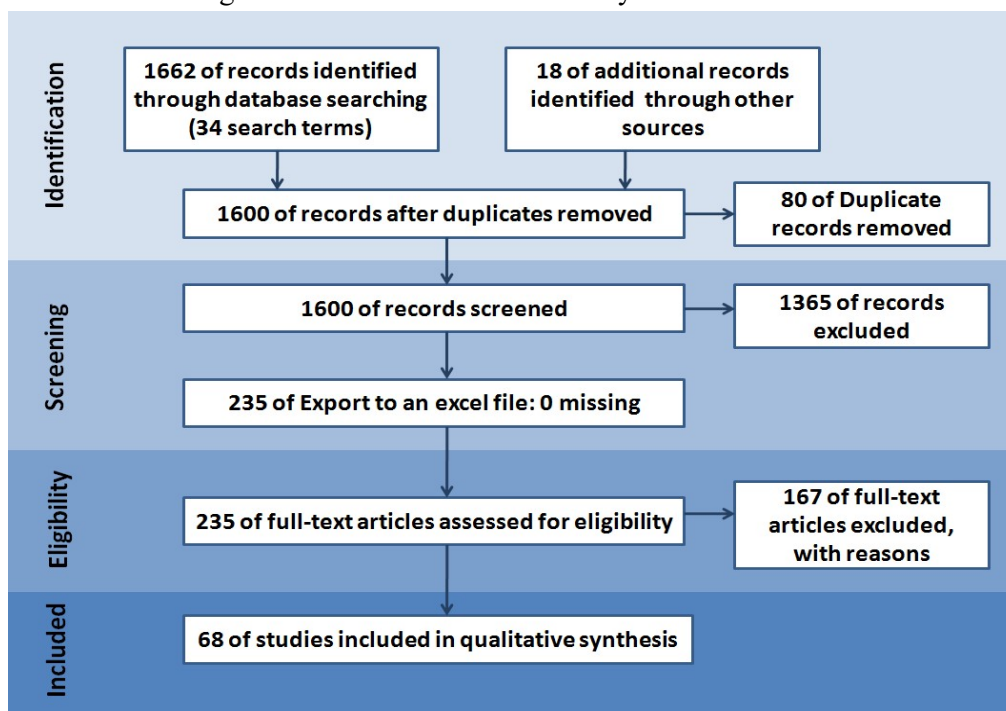 Identification
1662 of records identified
through database searching
(34 search terms)
18 of additional records
identified through other
sources
1600 of records after duplicates removed
80 of Duplicate
records removed
Screening
1600 of records screened
1365 of records
excluded
235 of Export to an excel file: 0 missing
Eligibility
235 of full-text articles assessed for eligibility
167 of full-text
articles excluded,
with reasons
Included
68 of studies included in qualitative synthesis